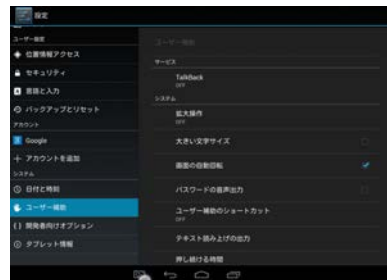 設定
ユーザー設定
位置情報アクセス
セキュリティ
言語と入力
バックアップとリセット
アカウント
Google
アカウントを追加
システム
日付と時刻
ユーザー補助
開発者向けオプション
タブレット情報
ユーザー補助
サービス
TalkBack
OFF
システム
拡大操作
OFF
大きい文字サイズ
画面の自動回転
パスワードの音声出力
ユーザー補助のショートカット
OFF
テキスト読み上げの出力
押し続ける時間